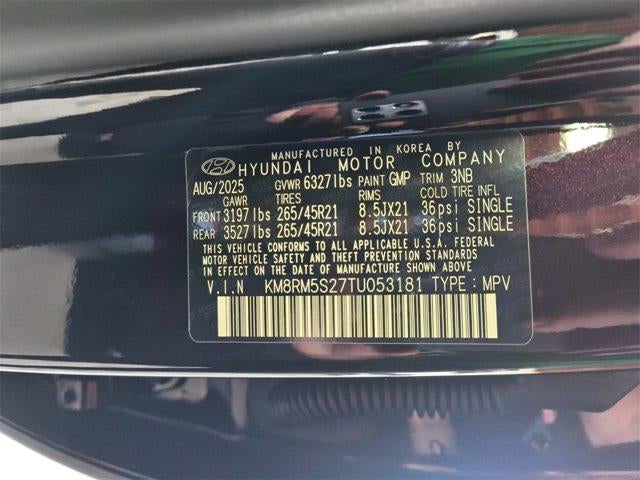 MANUFACTURED IN KOREA BY
HYUNDAI MOTOR COMPANY
AUG/2025 GVWR 6327lbs PAINT GMP TRIM 3NB
GAWR TIRES RIMS COLD TIRE INFL
FRONT 3197lbs 265/45R21 8.5JX21 36psi SINGLE
REAR 3527lbs 265/45R21 8.5JX21 36psi SINGLE
THIS VEHICLE CONFORMS TO ALL APPLICABLE U.S.A. FEDERAL
MOTOR VEHICLE SAFETY AND THEFT PREVENTION STANDARDS
IN EFFECT ON THE DATE OF MANUFACTURE SHOWN ABOVE.
V.I.N KM8RM5S27TU053181 TYPE : MPV